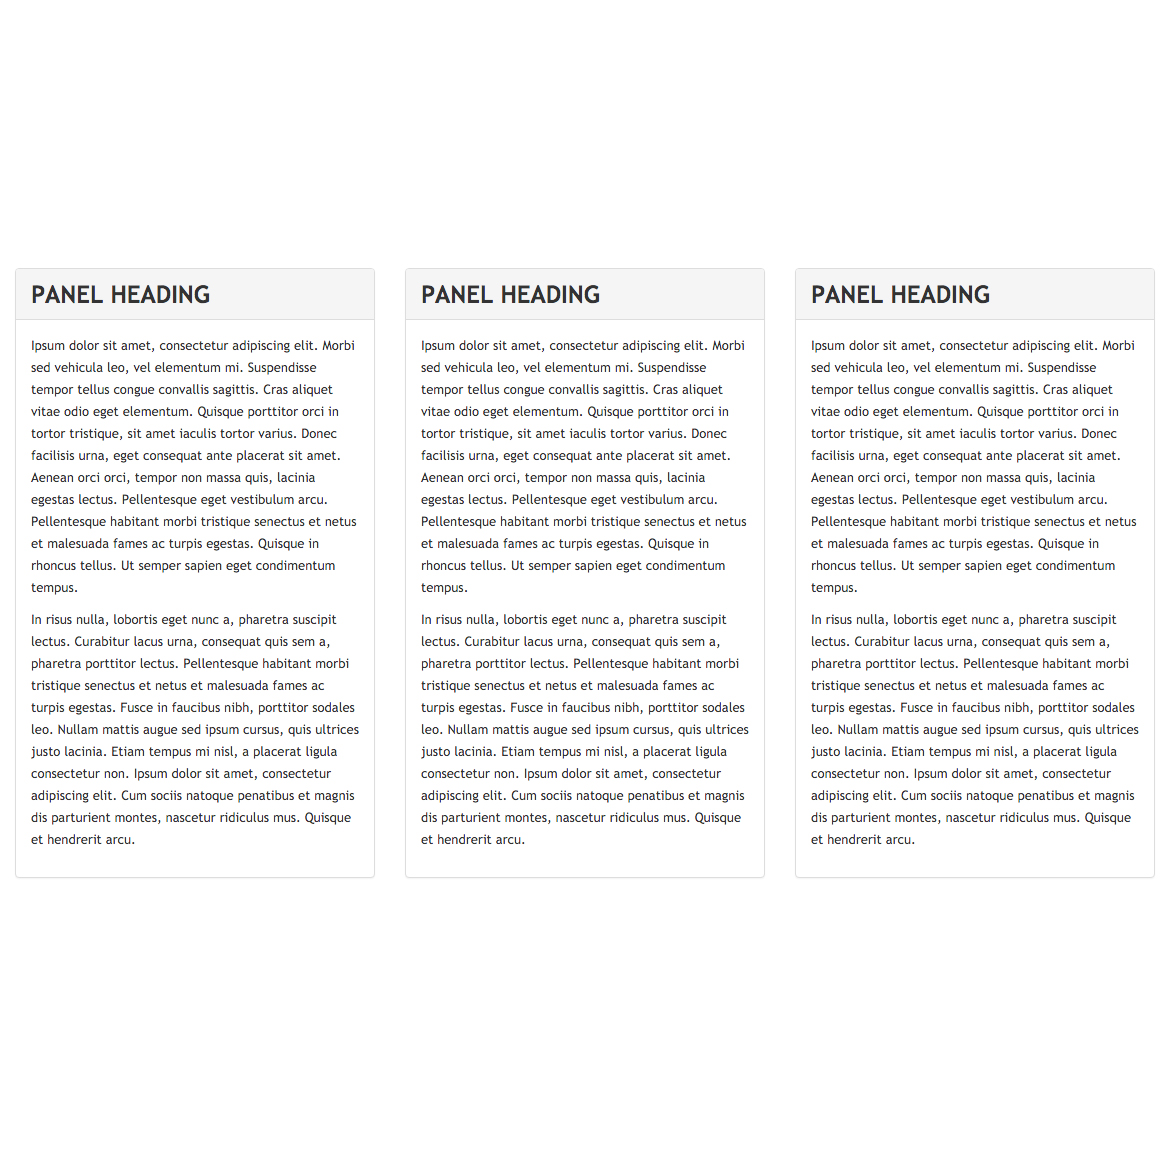 PANEL HEADING
Ipsum dolor sit amet, consectetur adipiscing elit. Morbi
sed vehicula leo, vel elementum mi. Suspendisse
tempor tellus congue convallis sagittis. Cras aliquet
vitae odio eget elementum. Quisque porttitor orci in
tortor tristique, sit amet iaculis tortor varius. Donec
facilisis urna, eget consequat ante placerat sit amet.
Aenean orci orci, tempor non massa quis, lacinia
egestas lectus. Pellentesque eget vestibulum arcu.
Pellentesque habitant morbi tristique senectus et netus
et malesuada fames ac turpis egestas. Quisque in
rhoncus tellus. Ut semper sapien eget condimentum
tempus.
In risus nulla, lobortis eget nunc a, pharetra suscipit
lectus. Curabitur lacus urna, consequat quis sem a,
pharetra porttitor lectus. Pellentesque habitant morbi
tristique senectus et netus et malesuada fames ac
turpis egestas. Fusce in faucibus nibh, porttitor sodales
leo. Nullam mattis augue sed ipsum cursus, quis ultrices
justo lacinia. Etiam tempus mi nisl, a placerat ligula
consectetur non. Ipsum dolor sit amet, consectetur
adipiscing elit. Cum sociis natoque penatibus et magnis
dis parturient montes, nascetur ridiculus mus. Quisque
et hendrerit arcu.
PANEL HEADING
Ipsum dolor sit amet, consectetur adipiscing elit. Morbi
sed vehicula leo, vel elementum mi. Suspendisse
tempor tellus congue convallis sagittis. Cras aliquet
vitae odio eget elementum. Quisque porttitor orci in
tortor tristique, sit amet iaculis tortor varius. Donec
facilisis urna, eget consequat ante placerat sit amet.
Aenean orci orci, tempor non massa quis, lacinia
egestas lectus. Pellentesque eget vestibulum arcu.
Pellentesque habitant morbi tristique senectus et netus
et malesuada fames ac turpis egestas. Quisque in
rhoncus tellus. Ut semper sapien eget condimentum
tempus.
In risus nulla, lobortis eget nunc a, pharetra suscipit
lectus. Curabitur lacus urna, consequat quis sem a,
pharetra porttitor lectus. Pellentesque habitant morbi
tristique senectus et netus et malesuada fames ac
turpis egestas. Fusce in faucibus nibh, porttitor sodales
leo. Nullam mattis augue sed ipsum cursus, quis ultrices
justo lacinia. Etiam tempus mi nisl, a placerat ligula
consectetur non. Ipsum dolor sit amet, consectetur
adipiscing elit. Cum sociis natoque penatibus et magnis
dis parturient montes, nascetur ridiculus mus. Quisque
et hendrerit arcu.
PANEL HEADING
Ipsum dolor sit amet, consectetur adipiscing elit. Morbi
sed vehicula leo, vel elementum mi. Suspendisse
tempor tellus congue convallis sagittis. Cras aliquet
vitae odio eget elementum. Quisque porttitor orci in
tortor tristique, sit amet iaculis tortor varius. Donec
facilisis urna, eget consequat ante placerat sit amet.
Aenean orci orci, tempor non massa quis, lacinia
egestas lectus. Pellentesque eget vestibulum arcu.
Pellentesque habitant morbi tristique senectus et netus
et malesuada fames ac turpis egestas. Quisque in
rhoncus tellus. Ut semper sapien eget condimentum
tempus.
In risus nulla, lobortis eget nunc a, pharetra suscipit
lectus. Curabitur lacus urna, consequat quis sem a,
pharetra porttitor lectus. Pellentesque habitant morbi
tristique senectus et netus et malesuada fames ac
turpis egestas. Fusce in faucibus nibh, porttitor sodales
leo. Nullam mattis augue sed ipsum cursus, quis ultrices
justo lacinia. Etiam tempus mi nisl, a placerat ligula
consectetur non. Ipsum dolor sit amet, consectetur
adipiscing elit. Cum sociis natoque penatibus et magnis
dis parturient montes, nascetur ridiculus mus. Quisque
et hendrerit arcu.